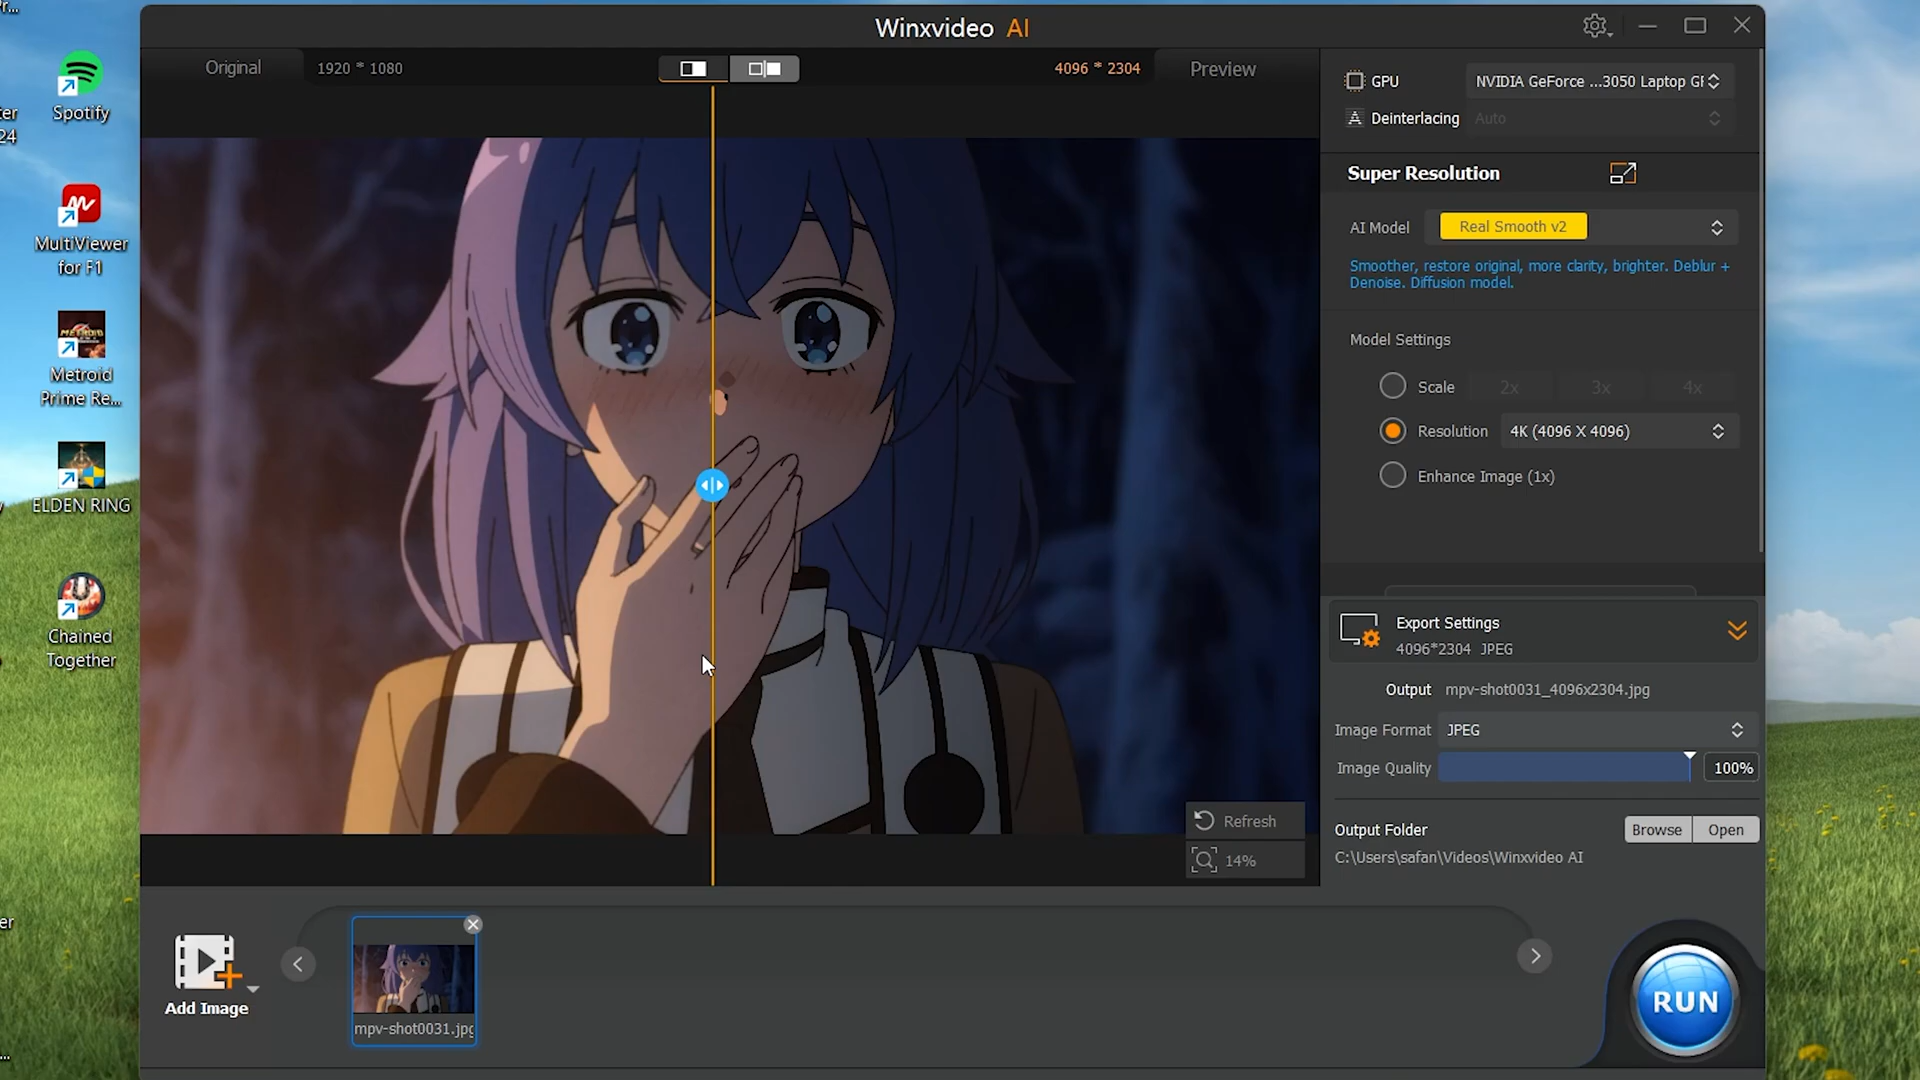 Winxvideo AI
Original
1920 * 1080
4096 * 2304
Preview
GPU
NVIDIA GeForce ...3050 Laptop GF
Deinterlacing
Auto
Super Resolution
AI Model
Real Smooth v2
Smoother, restore original, more clarity, brighter. Deblur +
Denoise. Diffusion model.
Model Settings
Scale
2x
3x
4x
Resolution
4K (4096 X 4096)
Enhance Image (1x)
Export Settings
4096*2304 JPEG
Output
mpv-shot0031_4096x2304.jpg
Image Format
JPEG
Image Quality
100%
Output Folder
Browse
Open
C:\Users\safan\Videos\Winxvideo AI
Refresh
14%
Add Image
mpv-shot0031.jpg
RUN
Spotify
MultiViewer
for F1
Metroid
Prime Re...
ELDEN RING
Chained
Together
24